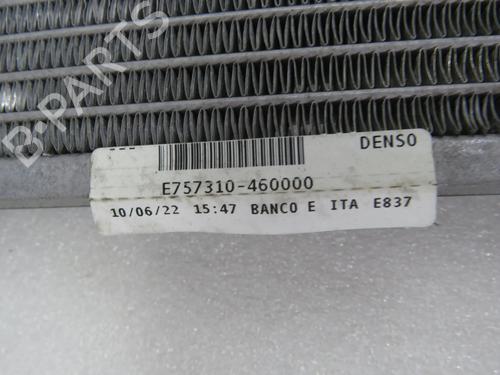 B-PARTS
DENSO
E757310-460000
10/06/22 15:47 BANCO E ITA E837